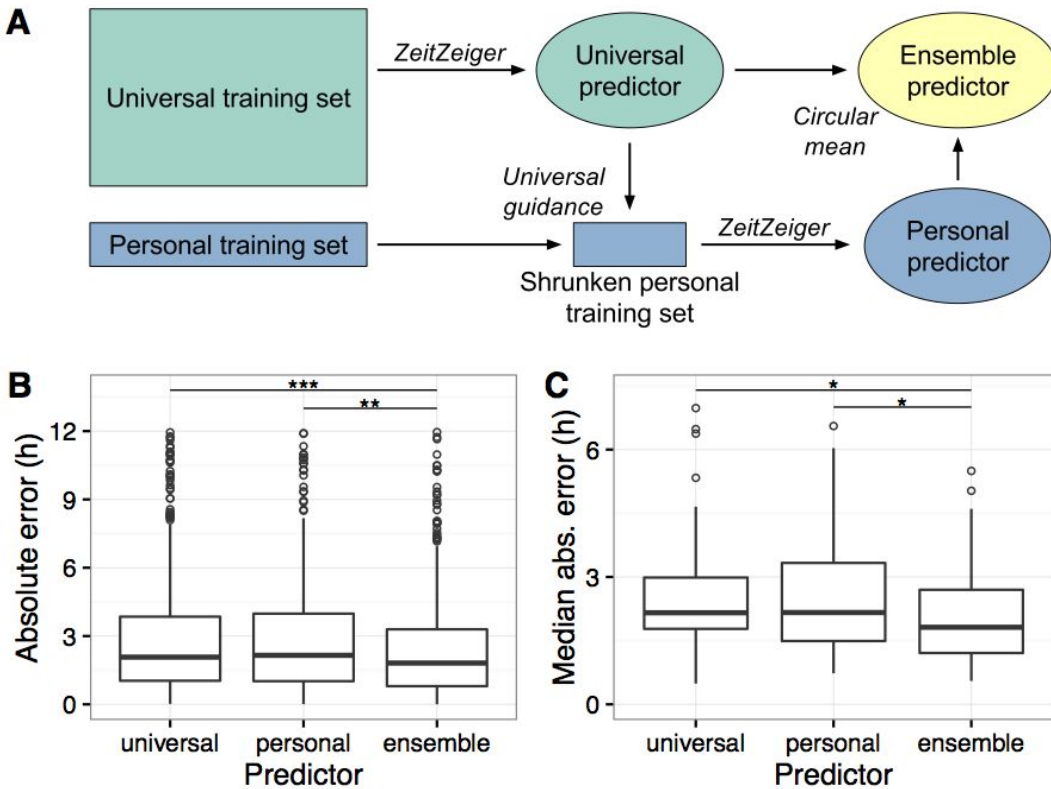 A
Universal training set
ZeitZeiger
Universal
predictor
Ensemble
predictor
Circular
mean
Universal
guidance
Personal training set
ZeitZeiger
Personal
predictor
Shrunken personal
training set
B
Absolute error (h)
12
9
6
3
0
***
**
universal personal ensemble
Predictor
C
Median abs. error (h)
6
3
0
*
*
universal personal ensemble
Predictor